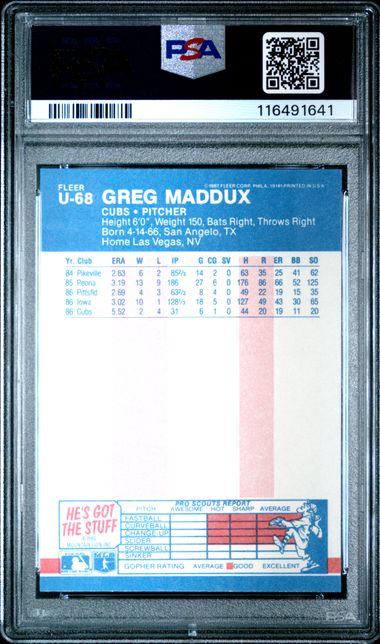 PSA
116491641
FLEER
U-68 GREG MADDUX
© 1987 FLEER CORP. PHILA., 19141-PRINTED IN U.S.A.
CUBS • PITCHER
Height 6'0", Weight 150, Bats Right, Throws Right
Born 4-14-66, San Angelo, TX
Home Las Vegas, NV
Yr. Club ERA W L IP G CG SV H R ER BB SO
84 Pikeville 2.63 6 2 85⅔ 14 2 0 63 35 25 41 62
85 Peoria 3.19 13 9 186 27 6 0 176 86 66 52 125
86 Pittsfld 2.69 4 3 63⅔ 8 4 0 49 22 19 15 35
86 Iowa 3.02 10 1 128⅓ 18 5 0 127 49 43 30 65
86 Cubs 5.52 2 4 31 6 1 0 44 20 19 11 20
HE'S GOT
THE STUFF
PRO SCOUTS REPORT
PITCH AWESOME HOT SHARP AVERAGE
FASTBALL
CURVEBALL
CHANGE-UP
SLIDER
SCREWBALL
SINKER
GOPHER RATING AVERAGE GOOD EXCELLENT
PSA